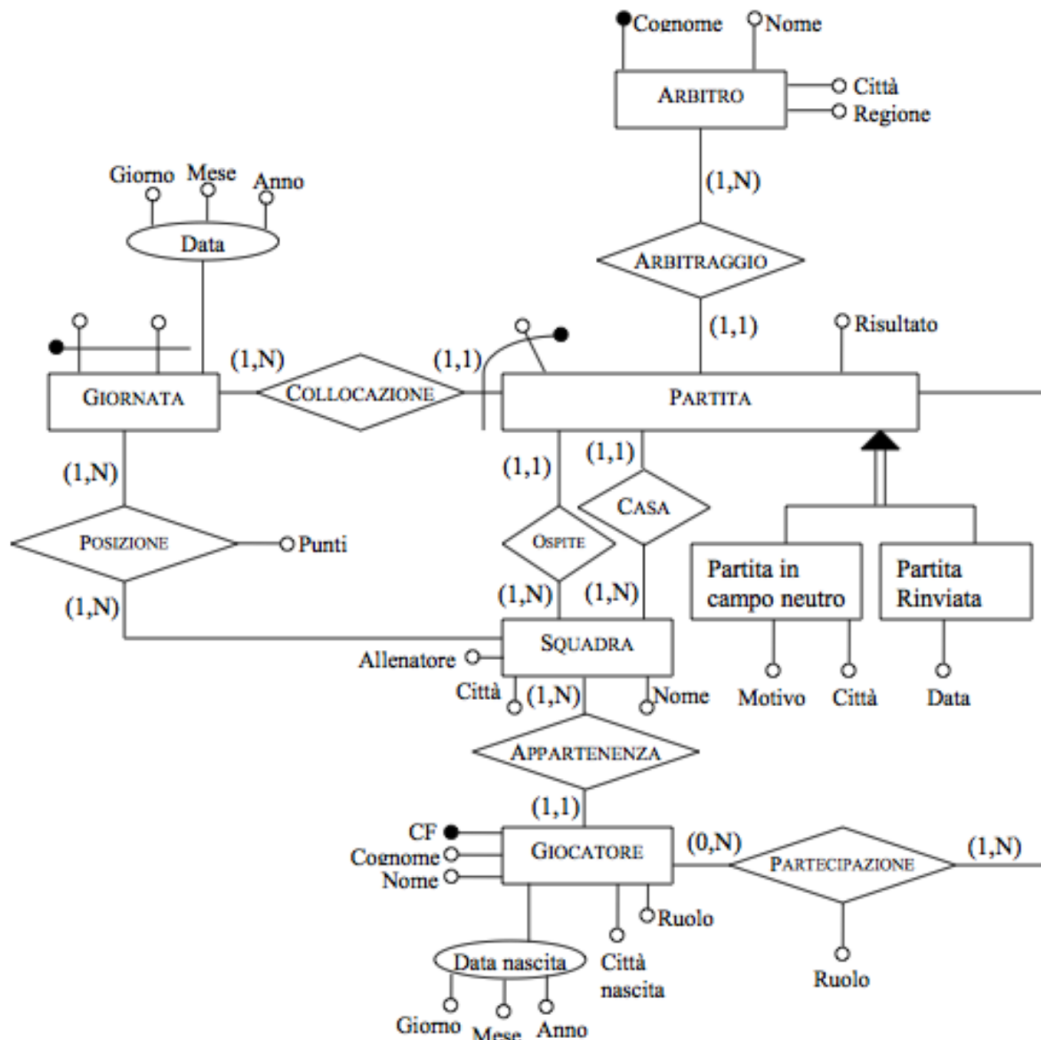 Cognome
Nome
ARBITRO
Città
Regione
(1,N)
Giorno
Mese
Anno
Data
ARBITRAGGIO
(1,1)
Risultato
(1,N)
(1,1)
GIORNATA
COLLOCAZIONE
PARTITA
(1,N)
(1,1)
(1,1)
CASA
POSIZIONE
Punti
OSPITE
Partita in
campo neutro
Partita
Rinviata
(1,N)
(1,N)
(1,N)
SQUADRA
Allenatore
Città
(1,N)
Nome
Motivo
Città
Data
APPARTENENZA
(1,1)
CF
Cognome
Nome
GIOCATORE
(0,N)
PARTECIPAZIONE
(1,N)
Ruolo
Data nascita
Città
nascita
Ruolo
Giorno
Mese
Anno